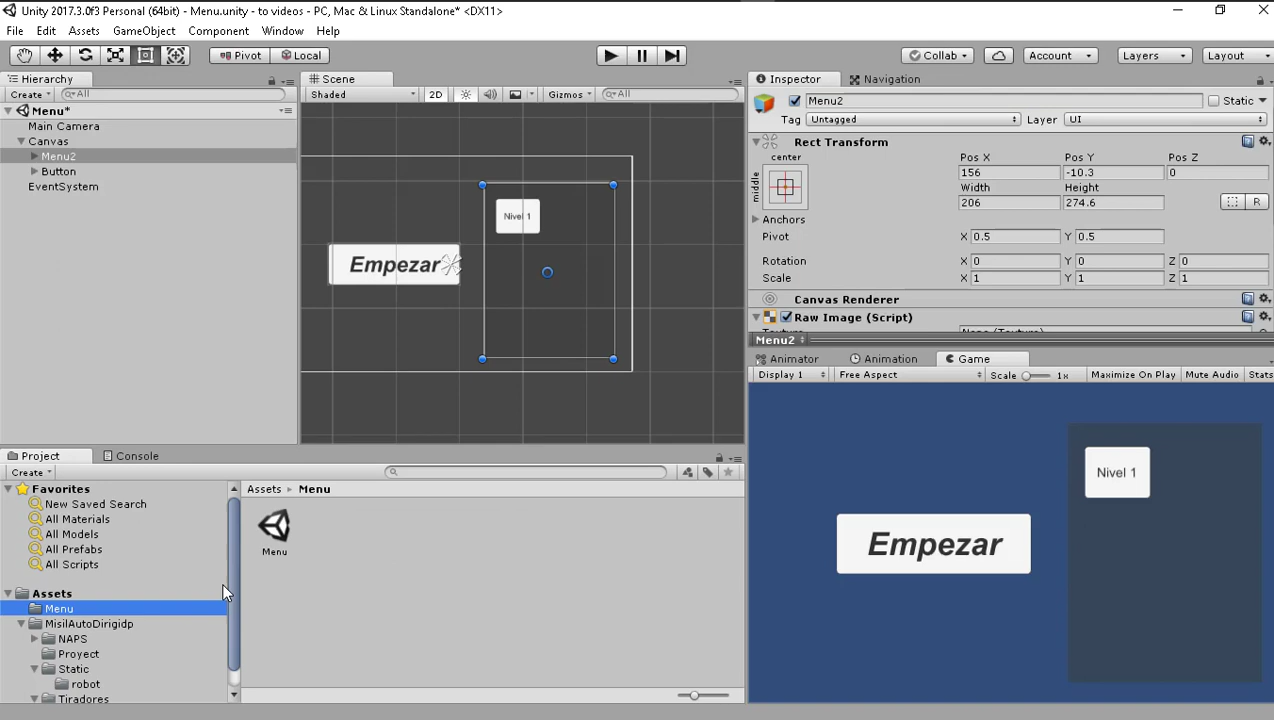 Unity 2017.3.0f3 Personal (64bit) - Menu.unity - to videos - PC, Mac & Linux Standalone* <DX11>
File Edit Assets GameObject Component Window Help
Pivot Local Collab Account Layers Layout
Hierarchy
Create All
Menu*
Main Camera
Canvas
Menu2
Button
EventSystem
Scene
Shaded 2D Gizmos All
Nivel 1
Empezar
Inspector Navigation
Menu2 Static
Tag Untagged Layer UI
Rect Transform
center
middle
Pos X Pos Y Pos Z
156 -10.3 0
Width Height
206 274.6
R
Anchors
Pivot X 0.5 Y 0.5
Rotation X 0 Y 0 Z 0
Scale X 1 Y 1 Z 1
Canvas Renderer
Raw Image (Script)
Menu2
Animator Animation Game
Display 1 Free Aspect Scale 1x Maximize On Play Mute Audio Stats
Nivel 1
Empezar
Project Console
Create
Favorites
New Saved Search
All Materials
All Models
All Prefabs
All Scripts
Assets
Menu
MisilAutoDirigidp
NAPS
Proyect
Static
robot
Tiradores
Assets Menu
Menu